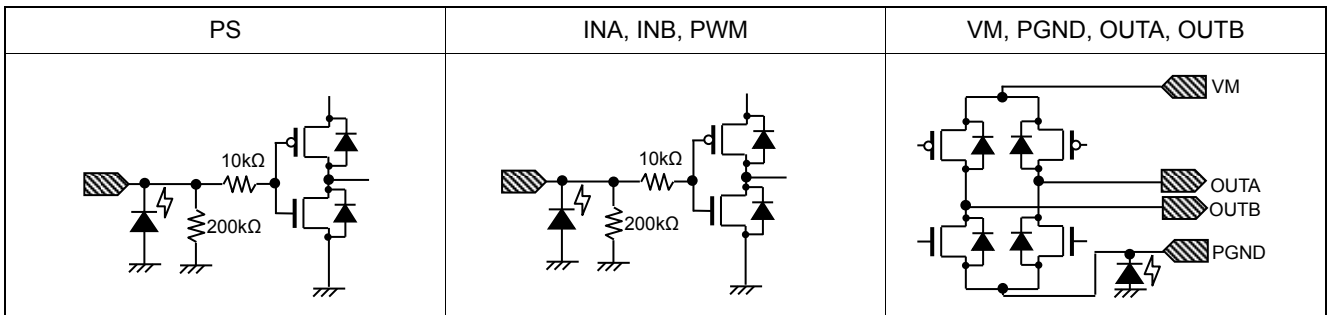 PS
INA, INB, PWM
VM, PGND, OUTA, OUTB
10kΩ
200kΩ
10kΩ
200kΩ
VM
OUTA
OUTB
PGND